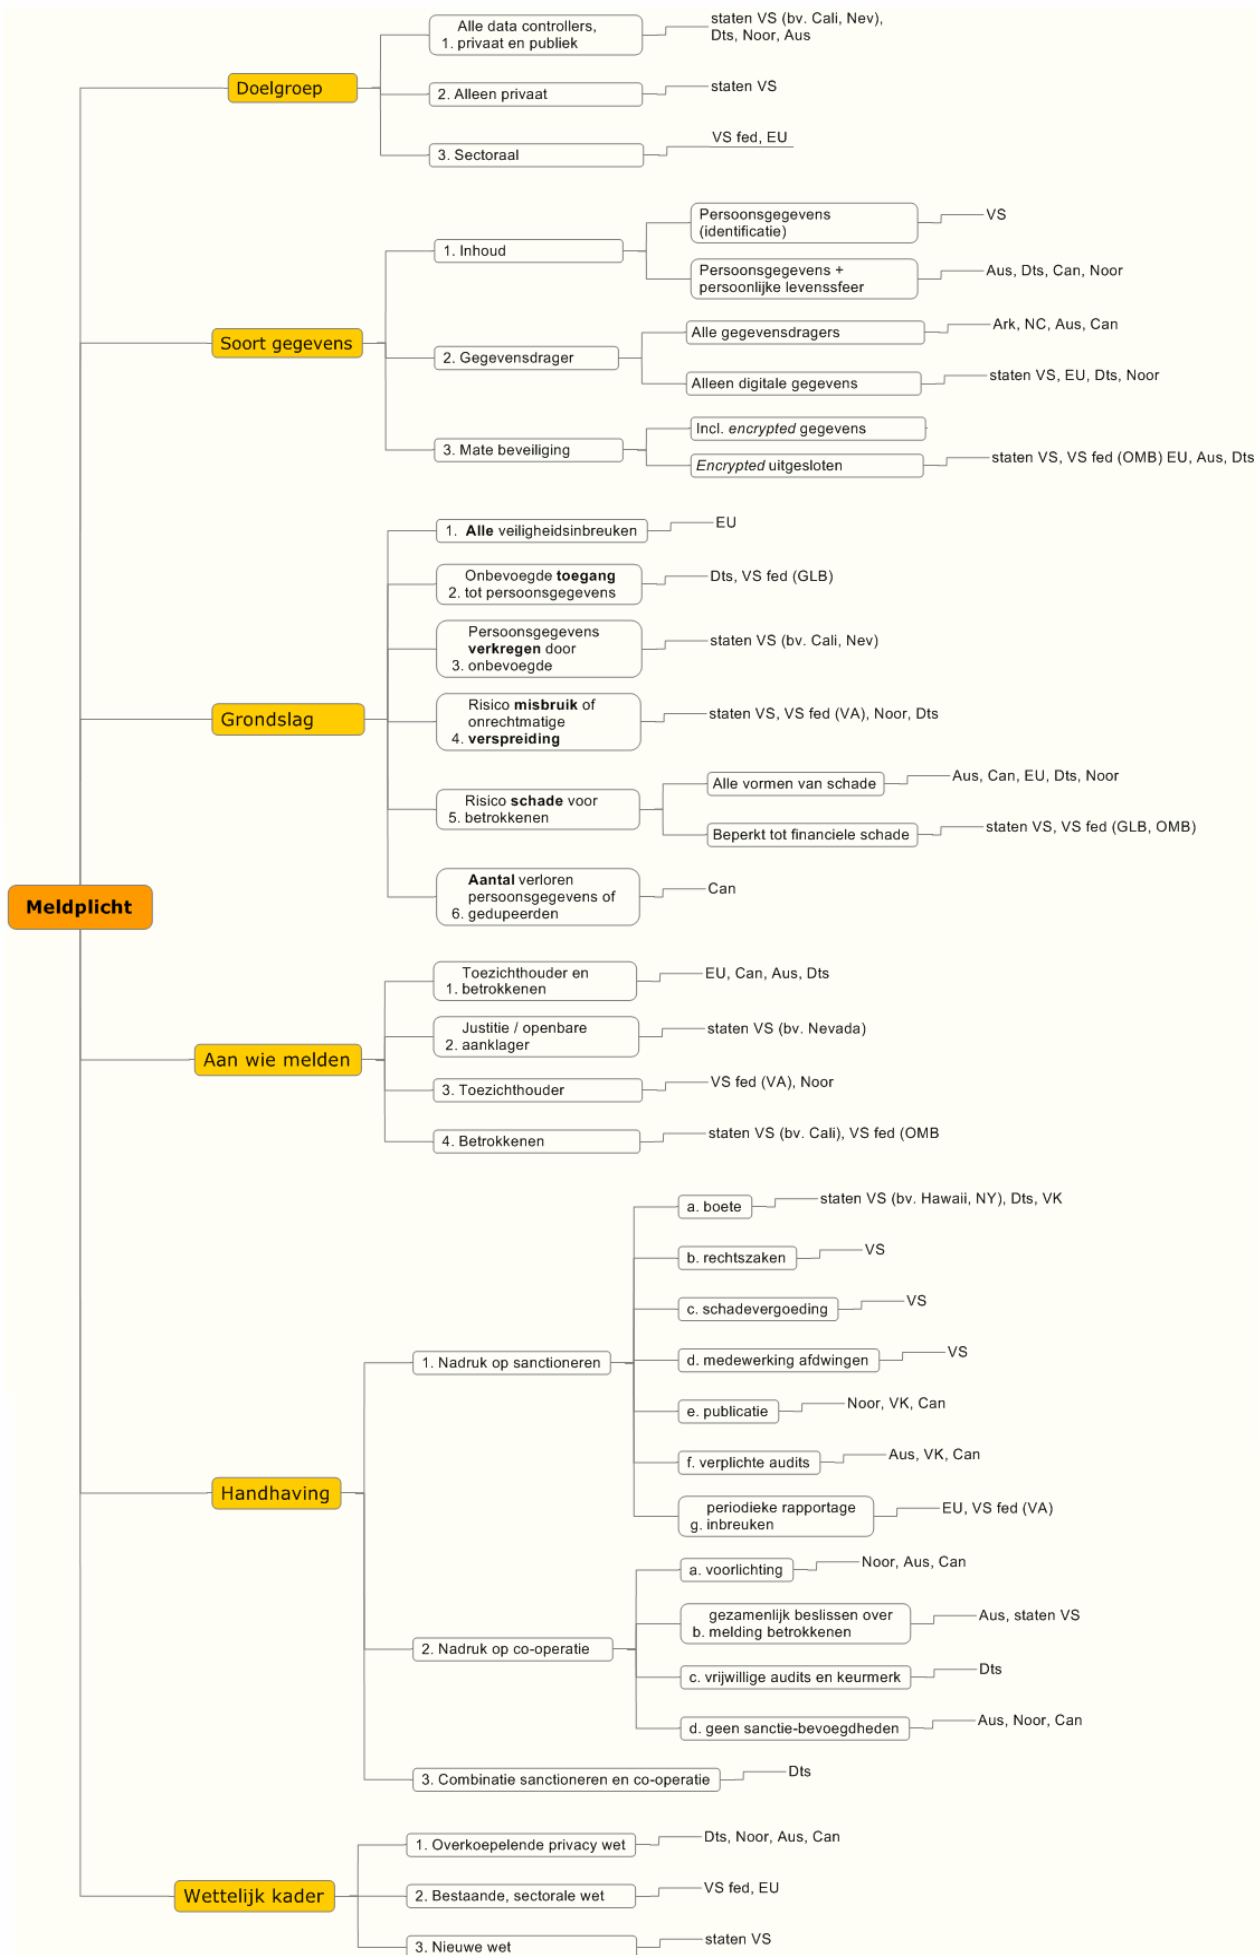 Meldplicht
Doelgroep
Alle data controllers,
1. privaat en publiek
staten VS (bv. Cali, Nev),
Dts, Noor, Aus
2. Alleen privaat
staten VS
3. Sectoraal
VS fed, EU
Soort gegevens
1. Inhoud
Persoonsgegevens
(identificatie)
VS
Persoonsgegevens +
persoonlijke levenssfeer
Aus, Dts, Can, Noor
2. Gegevensdrager
Alle gegevensdragers
Ark, NC, Aus, Can
Alleen digitale gegevens
staten VS, EU, Dts, Noor
3. Mate beveiliging
Incl. encrypted gegevens
Encrypted uitgesloten
staten VS, VS fed (OMB) EU, Aus, Dts
Grondslag
1. Alle veiligheidsinbreuken
EU
Onbevoegde toegang
2. tot persoonsgegevens
Dts, VS fed (GLB)
Persoonsgegevens
verkregen door
3. onbevoegde
staten VS (bv. Cali, Nev)
Risico misbruik of
onrechtmatige
4. verspreiding
staten VS, VS fed (VA), Noor, Dts
Risico schade voor
5. betrokkenen
Alle vormen van schade
Aus, Can, EU, Dts, Noor
Beperkt tot financiele schade
staten VS, VS fed (GLB, OMB)
Aantal verloren
persoonsgegevens of
6. gedupeerden
Can
Aan wie melden
Toezichthouder en
1. betrokkenen
EU, Can, Aus, Dts
Justitie / openbare
2. aanklager
staten VS (bv. Nevada)
3. Toezichthouder
VS fed (VA), Noor
4. Betrokkenen
staten VS (bv. Cali), VS fed (OMB
Handhaving
1. Nadruk op sanctioneren
a. boete
staten VS (bv. Hawaii, NY), Dts, VK
b. rechtszaken
VS
c. schadevergoeding
VS
d. medewerking afdwingen
VS
e. publicatie
Noor, VK, Can
f. verplichte audits
Aus, VK, Can
periodieke rapportage
g. inbreuken
EU, VS fed (VA)
2. Nadruk op co-operatie
a. voorlichting
Noor, Aus, Can
gezamenlijk beslissen over
b. melding betrokkenen
Aus, staten VS
c. vrijwillige audits en keurmerk
Dts
d. geen sanctie-bevoegdheden
Aus, Noor, Can
3. Combinatie sanctioneren en co-operatie
Dts
Wettelijk kader
1. Overkoepelende privacy wet
Dts, Noor, Aus, Can
2. Bestaande, sectorale wet
VS fed, EU
3. Nieuwe wet
staten VS